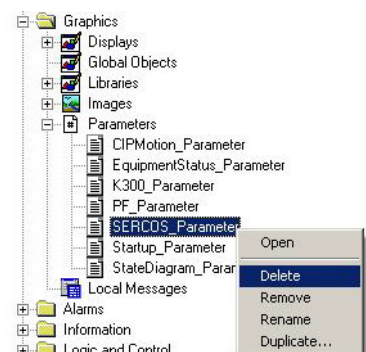 Graphics
Displays
Global Objects
Libraries
Images
Parameters
CIPMotion_Parameter
EquipmentStatus_Parameter
K300_Parameter
PF_Parameter
SERCOS_Parameter
Startup_Parameter
StateDiagram_Paran
Local Messages
Alarms
Information
Logic and Control
Open
Delete
Remove
Rename
Duplicate...